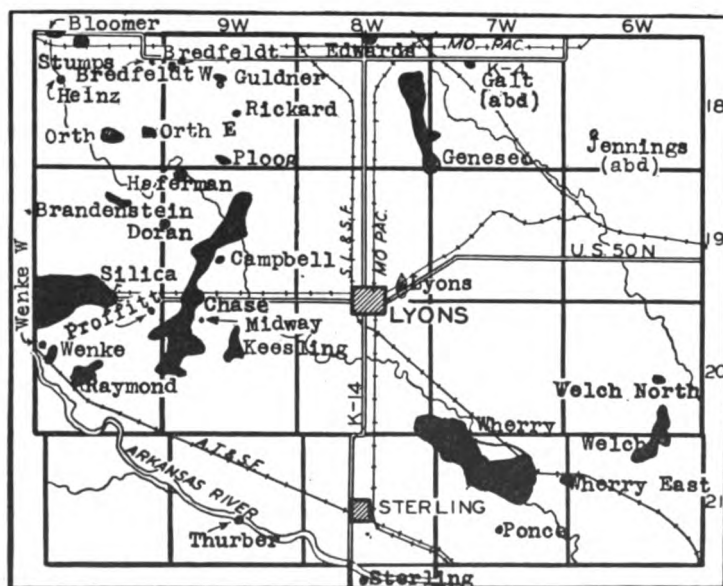 9W 8W 7W 6W
Bloomer
Stumps
Bredfeldt
Edwards
MO. PAC.
Bredfeldt W
Heinz
Guldner
K-4
Galt
(abd)
Rickard
18
Orth
Orth E
Jennings
(abd)
Ploog
Geneseo
Haferman
Brandenstein
Doran
S.L.&S.F.
MO PAC.
19
U.S. 50 N
Campbell
Wenke W
Silica
Lyons
Proffitt
Chase
LYONS
Midway
Wenke
Keesling
Raymond
20
K-14
Welch North
Wherry
Welch
A.T.&S.F.
ARKANSAS RIVER
Wherry East
21
STERLING
Thurber
Ponce
Sterling